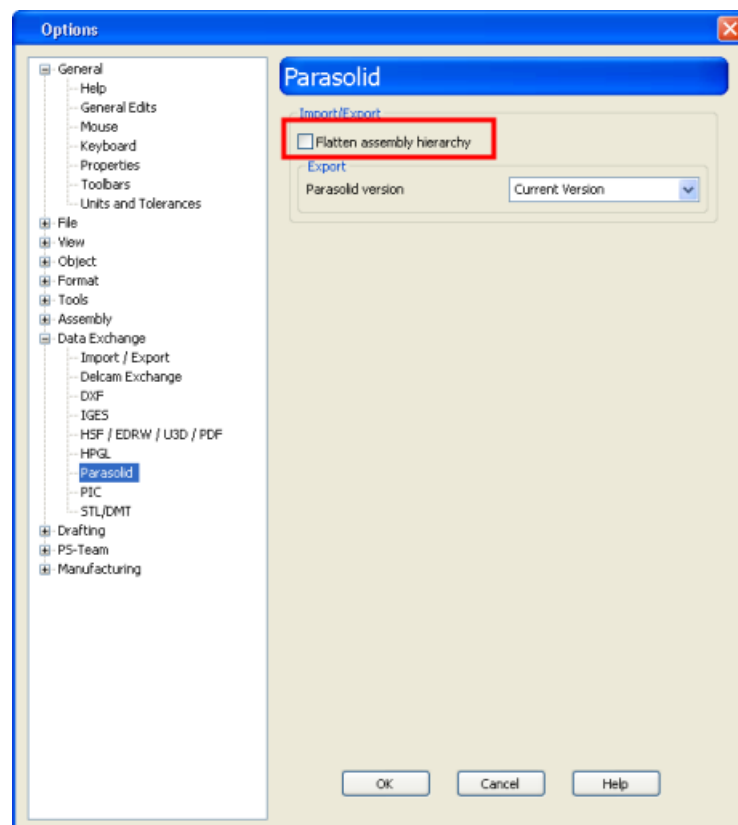 Options
General
Help
General Edits
Mouse
Keyboard
Properties
Toolbars
Units and Tolerances
File
View
Object
Format
Tools
Assembly
Data Exchange
Import / Export
Delcam Exchange
DXF
IGES
HSF / EDRW / U3D / PDF
HPGL
Parasolid
PIC
STL/DMT
Drafting
PS-Team
Manufacturing
Parasolid
Import/Export
Flatten assembly hierarchy
Export
Parasolid version Current Version
OK Cancel Help